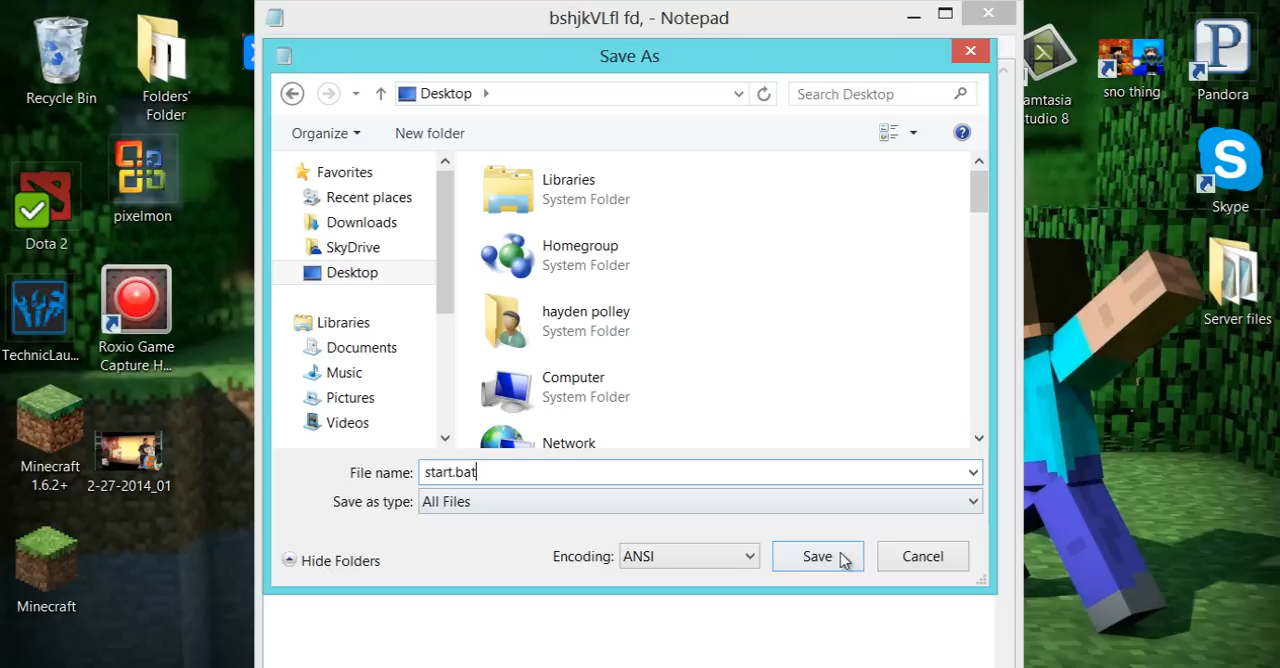 bshjkVLfl fd, - Notepad
Save As
Desktop
Search Desktop
Organize
New folder
Favorites
Recent places
Downloads
SkyDrive
Desktop
Libraries
Documents
Music
Pictures
Videos
Libraries
System Folder
Homegroup
System Folder
hayden polley
System Folder
Computer
System Folder
Network
File name: start.bat
Save as type: All Files
Hide Folders
Encoding: ANSI
Save
Cancel
Recycle Bin
Folders'
Folder
pixelmon
Dota 2
TechnicLau...
Roxio Game
Capture H...
Minecraft
1.6.2+
2-27-2014_01
Minecraft
amtasia
studio 8
sno thing
P
Pandora
S
Skype
Server files